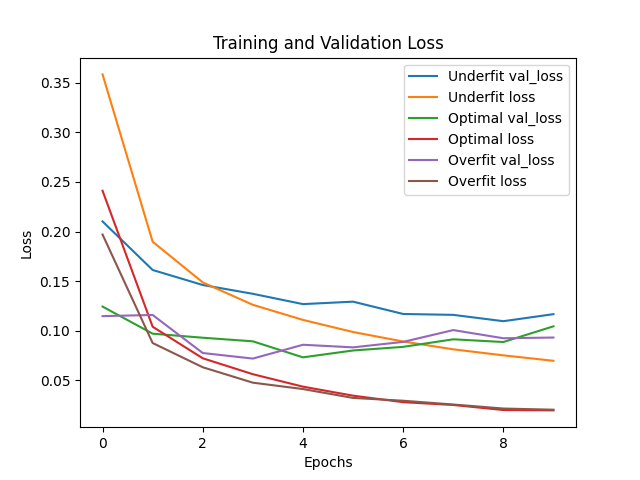 Training and Validation Loss
Underfit val_loss
Underfit loss
Optimal val_loss
Optimal loss
Overfit val_loss
Overfit loss
Loss
0.35
0.30
0.25
0.20
0.15
0.10
0.05
0 2 4 6 8
Epochs